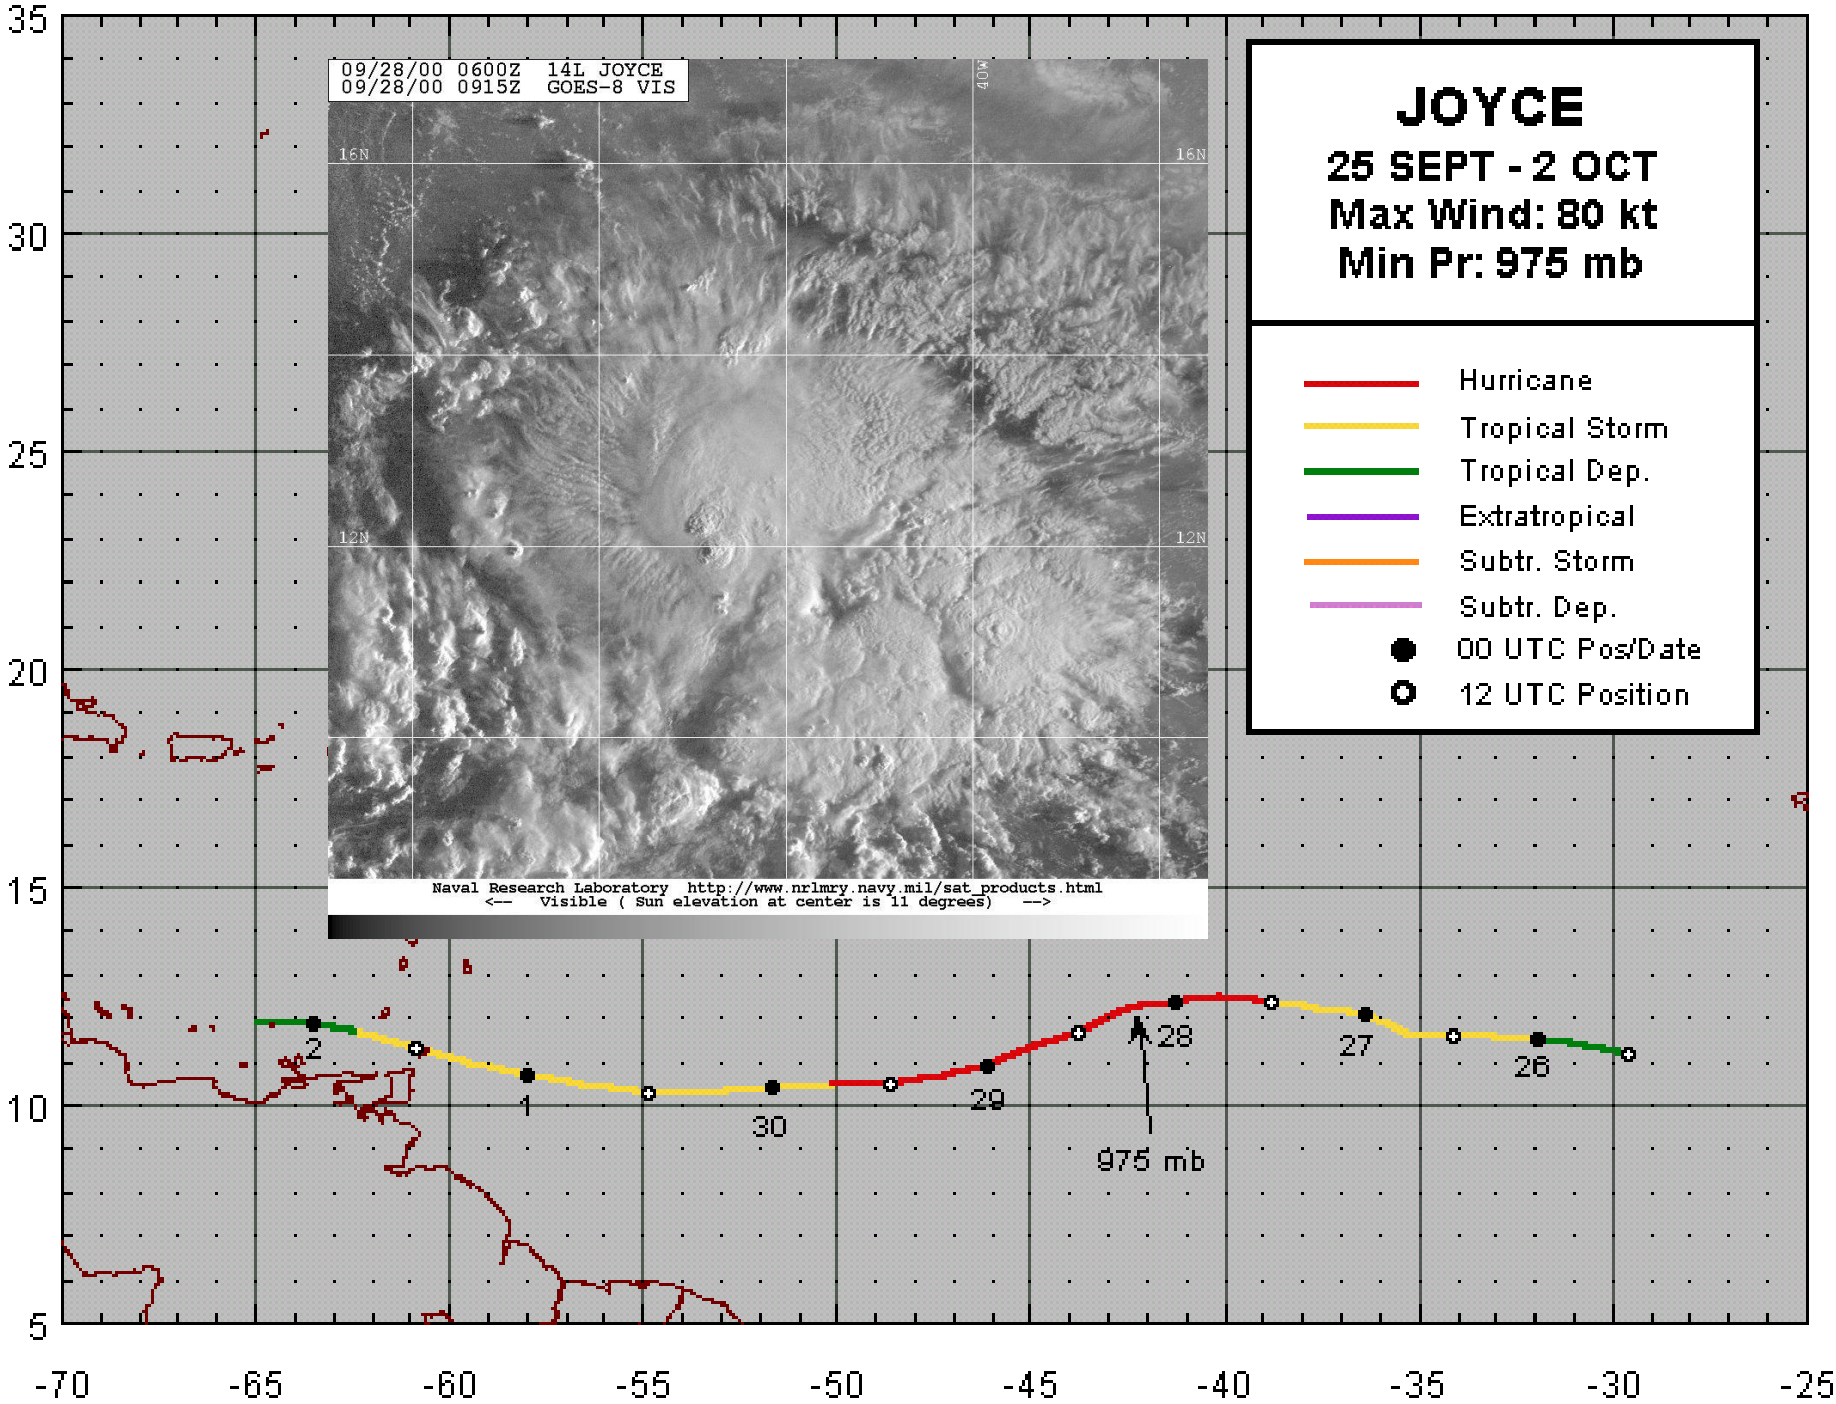 35
30
25
20
15
10
5
-70 -65 -60 -55 -50 -45 -40 -35 -30 -25
09/28/00 0600Z 14L JOYCE
09/28/00 0915Z GOES-8 VIS
40W
16N 16N
12N 12N
Naval Research Laboratory http://www.nrlmry.navy.mil/sat_products.html
<-- Visible ( Sun elevation at center is 11 degrees) -->
JOYCE
25 SEPT - 2 OCT
Max Wind: 80 kt
Min Pr: 975 mb
Hurricane
Tropical Storm
Tropical Dep.
Extratropical
Subtr. Storm
Subtr. Dep.
00 UTC Pos/Date
12 UTC Position
2
1
30
29
28
27
26
975 mb